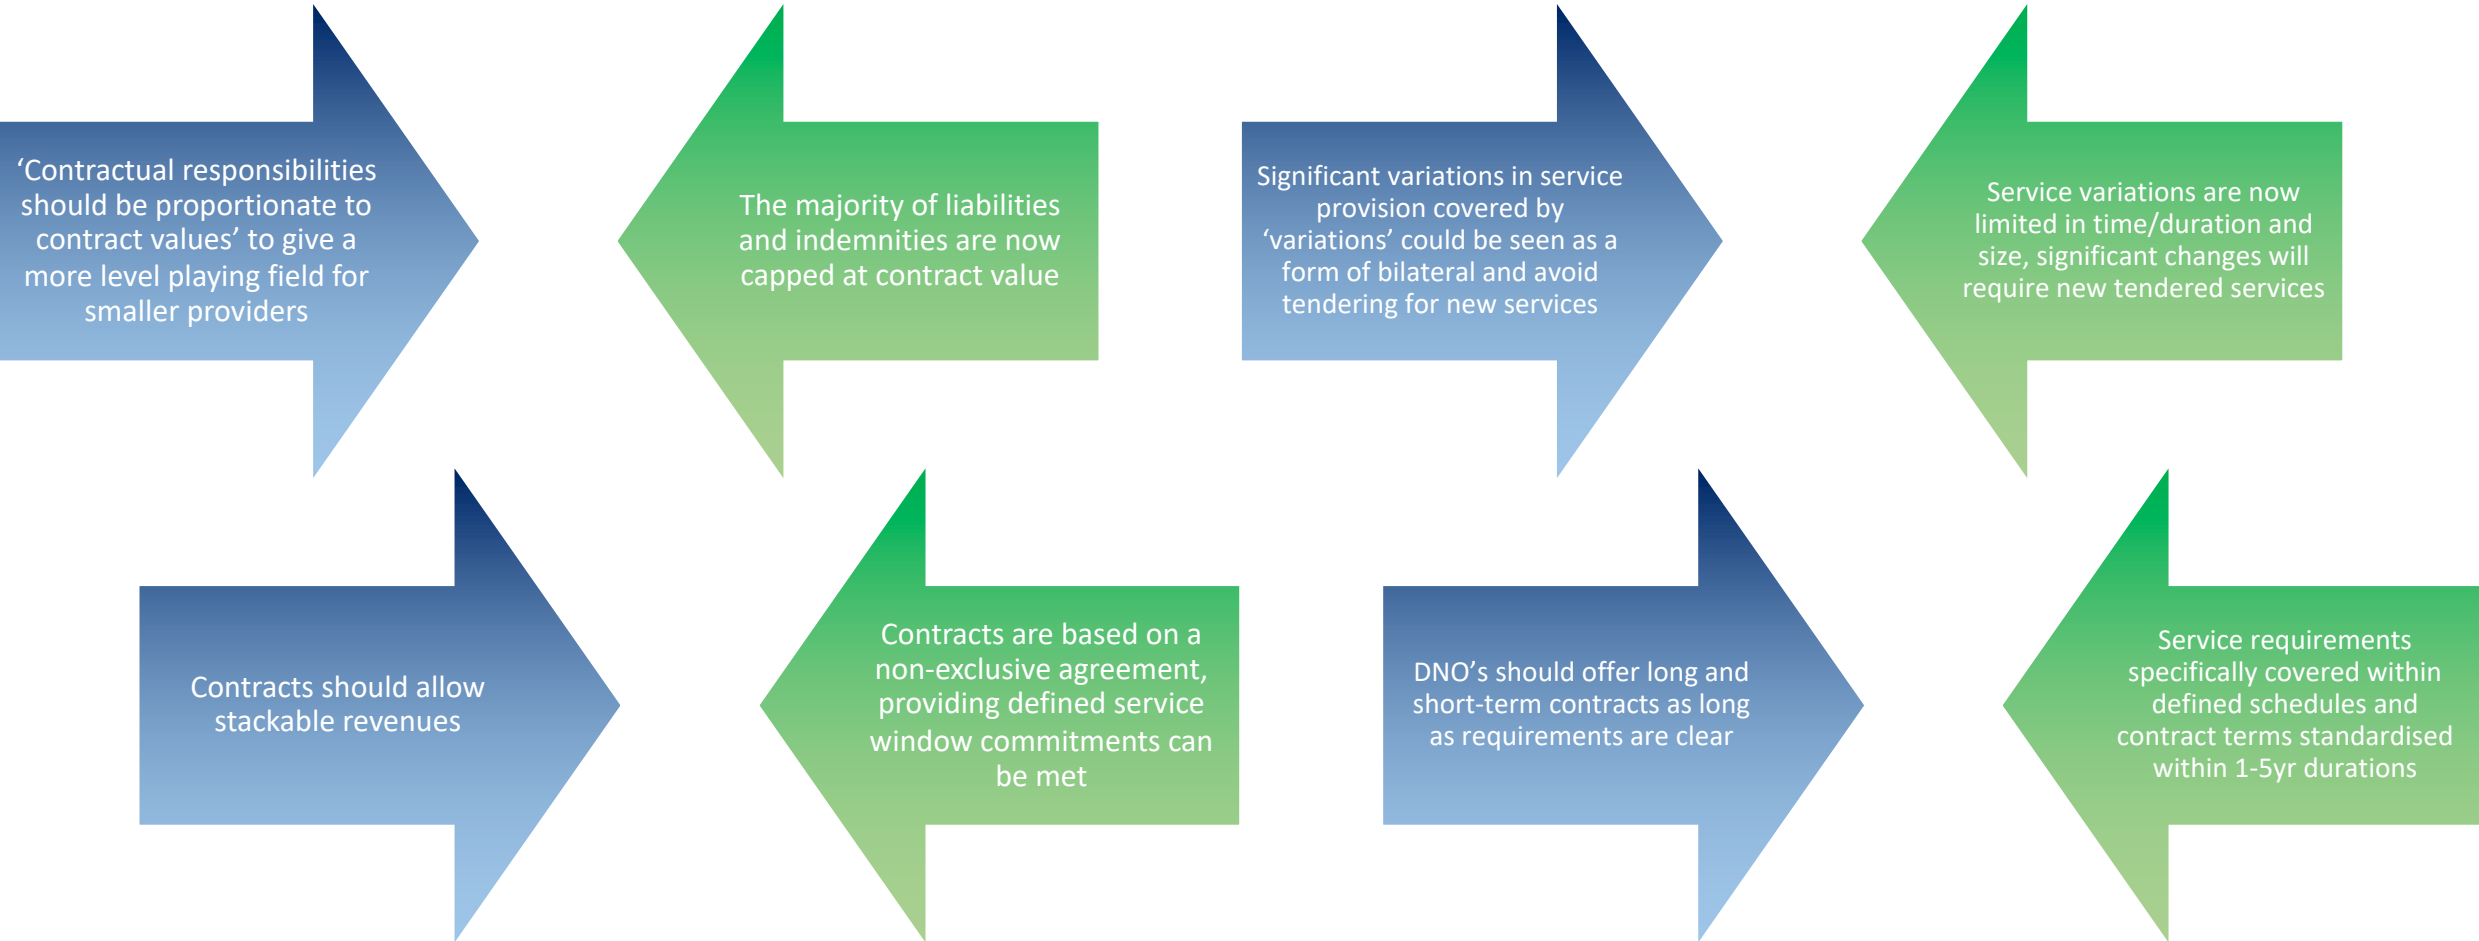 ‘Contractual responsibilities
should be proportionate to
contract values’ to give a
more level playing field for
smaller providers
The majority of liabilities
and indemnities are now
capped at contract value
Significant variations in service
provision covered by
‘variations’ could be seen as a
form of bilateral and avoid
tendering for new services
Service variations are now
limited in time/duration and
size, significant changes will
require new tendered services
Contracts should allow
stackable revenues
Contracts are based on a
non-exclusive agreement,
providing defined service
window commitments can
be met
DNO’s should offer long and
short-term contracts as long
as requirements are clear
Service requirements
specifically covered within
defined schedules and
contract terms standardised
within 1-5yr durations